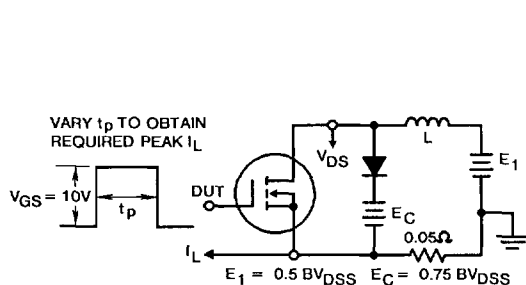 VARY tp TO OBTAIN
REQUIRED PEAK IL
VGS = 10V
tp
DUT
VDS
L
E1
EC
0.05Ω
IL
E1 = 0.5 BVDSS EC = 0.75 BVDSS